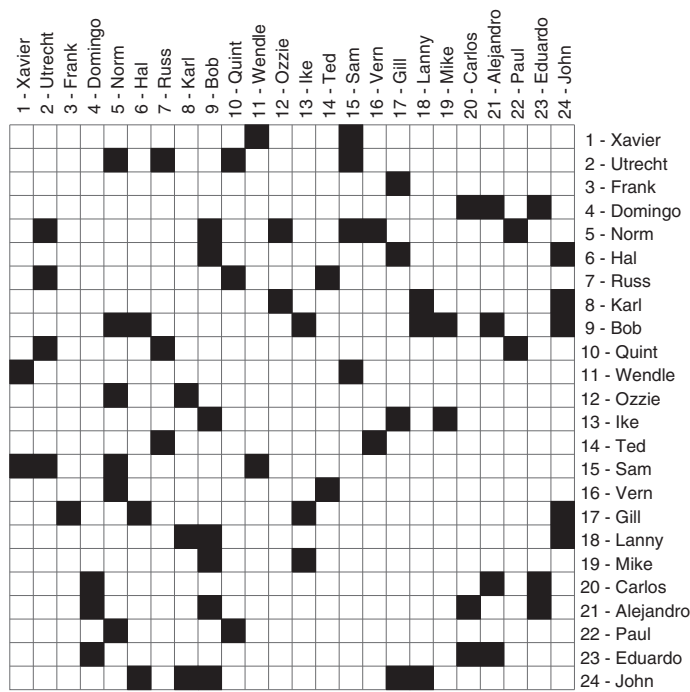 1 - Xavier
2 - Utrecht
3 - Frank
4 - Domingo
5 - Norm
6 - Hal
7 - Russ
8 - Karl
9 - Bob
10 - Quint
11 - Wendle
12 - Ozzie
13 - Ike
14 - Ted
15 - Sam
16 - Vern
17 - Gill
18 - Lanny
19 - Mike
20 - Carlos
21 - Alejandro
22 - Paul
23 - Eduardo
24 - John
1 - Xavier
2 - Utrecht
3 - Frank
4 - Domingo
5 - Norm
6 - Hal
7 - Russ
8 - Karl
9 - Bob
10 - Quint
11 - Wendle
12 - Ozzie
13 - Ike
14 - Ted
15 - Sam
16 - Vern
17 - Gill
18 - Lanny
19 - Mike
20 - Carlos
21 - Alejandro
22 - Paul
23 - Eduardo
24 - John